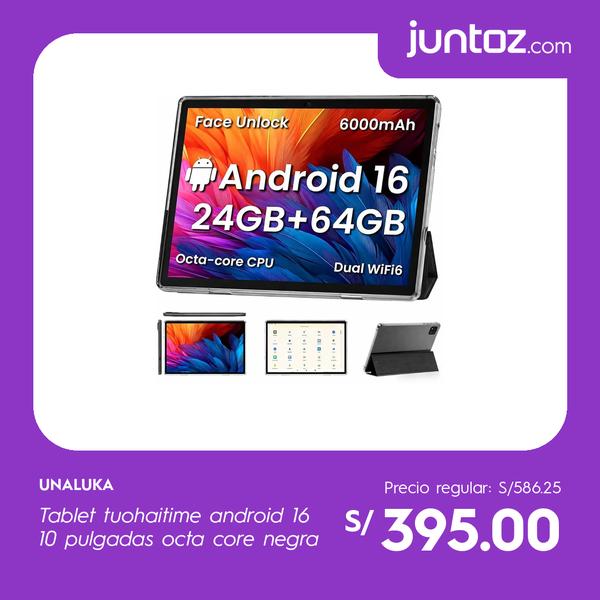 juntoz.com
Face Unlock
6000mAh
Android 16
24GB+64GB
Octa-core CPU
Dual WiFi6
UNALUKA
Precio regular: S/586.25
Tablet tuohaitime android 16
10 pulgadas octa core negra
S/ 395.00